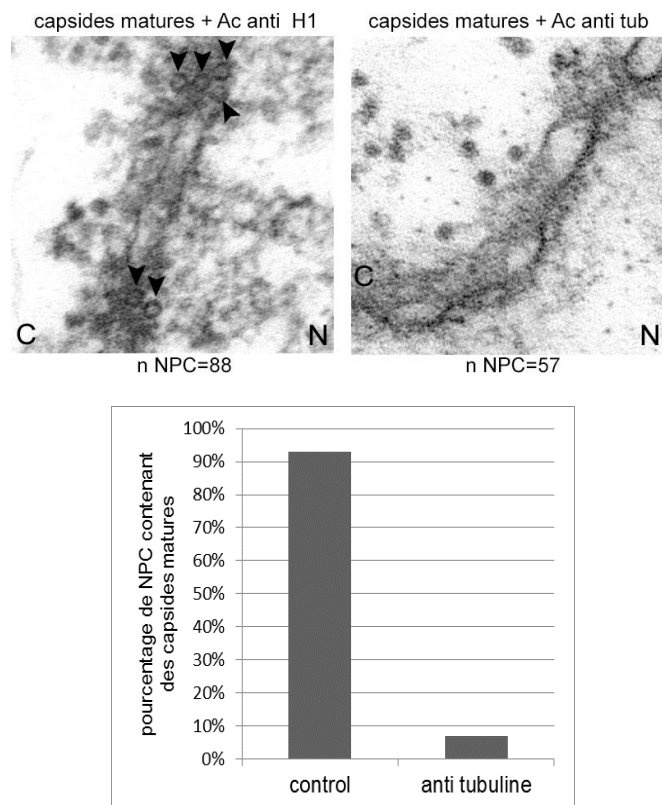 capsides matures + Ac anti H1
capsides matures + Ac anti tub
C
N
C
N
n NPC=88
n NPC=57
pourcentage de NPC contenant
des capsides matures
100%
90%
80%
70%
60%
50%
40%
30%
20%
10%
0%
control
anti tubuline